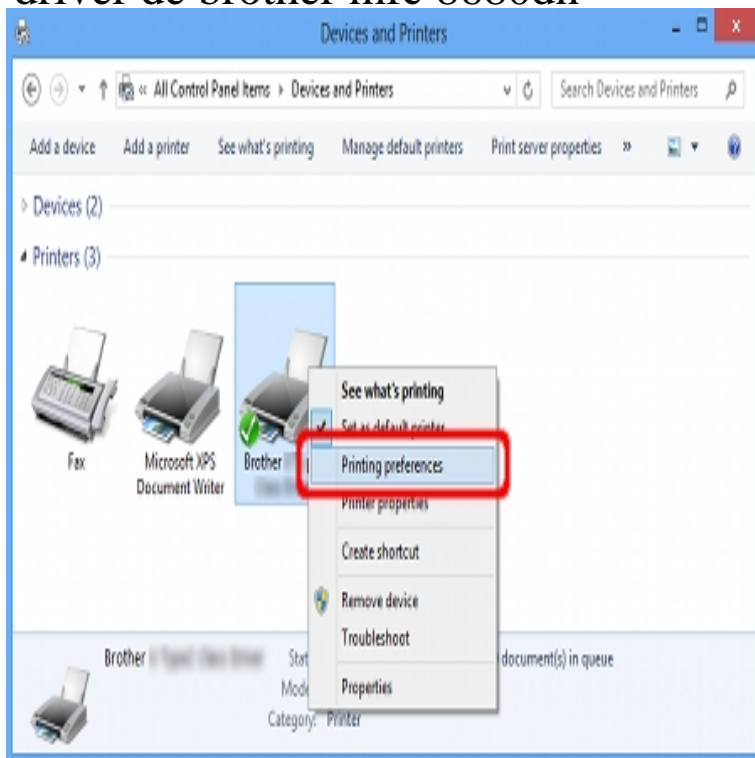 driver de brother mfc 8880dn
Devices and Printers
« All Control Panel Items ▸ Devices and Printers
Search Devices and Printers
Add a device Add a printer See what's printing Manage default printers Print server properties »
Devices (2)
Printers (3)
Fax
Microsoft XPS
Document Writer
Brother
See what's printing
Set as default printer
Printing preferences
Printer properties
Create shortcut
Remove device
Troubleshoot
Properties
Brother
document(s) in queue
Category: Printer